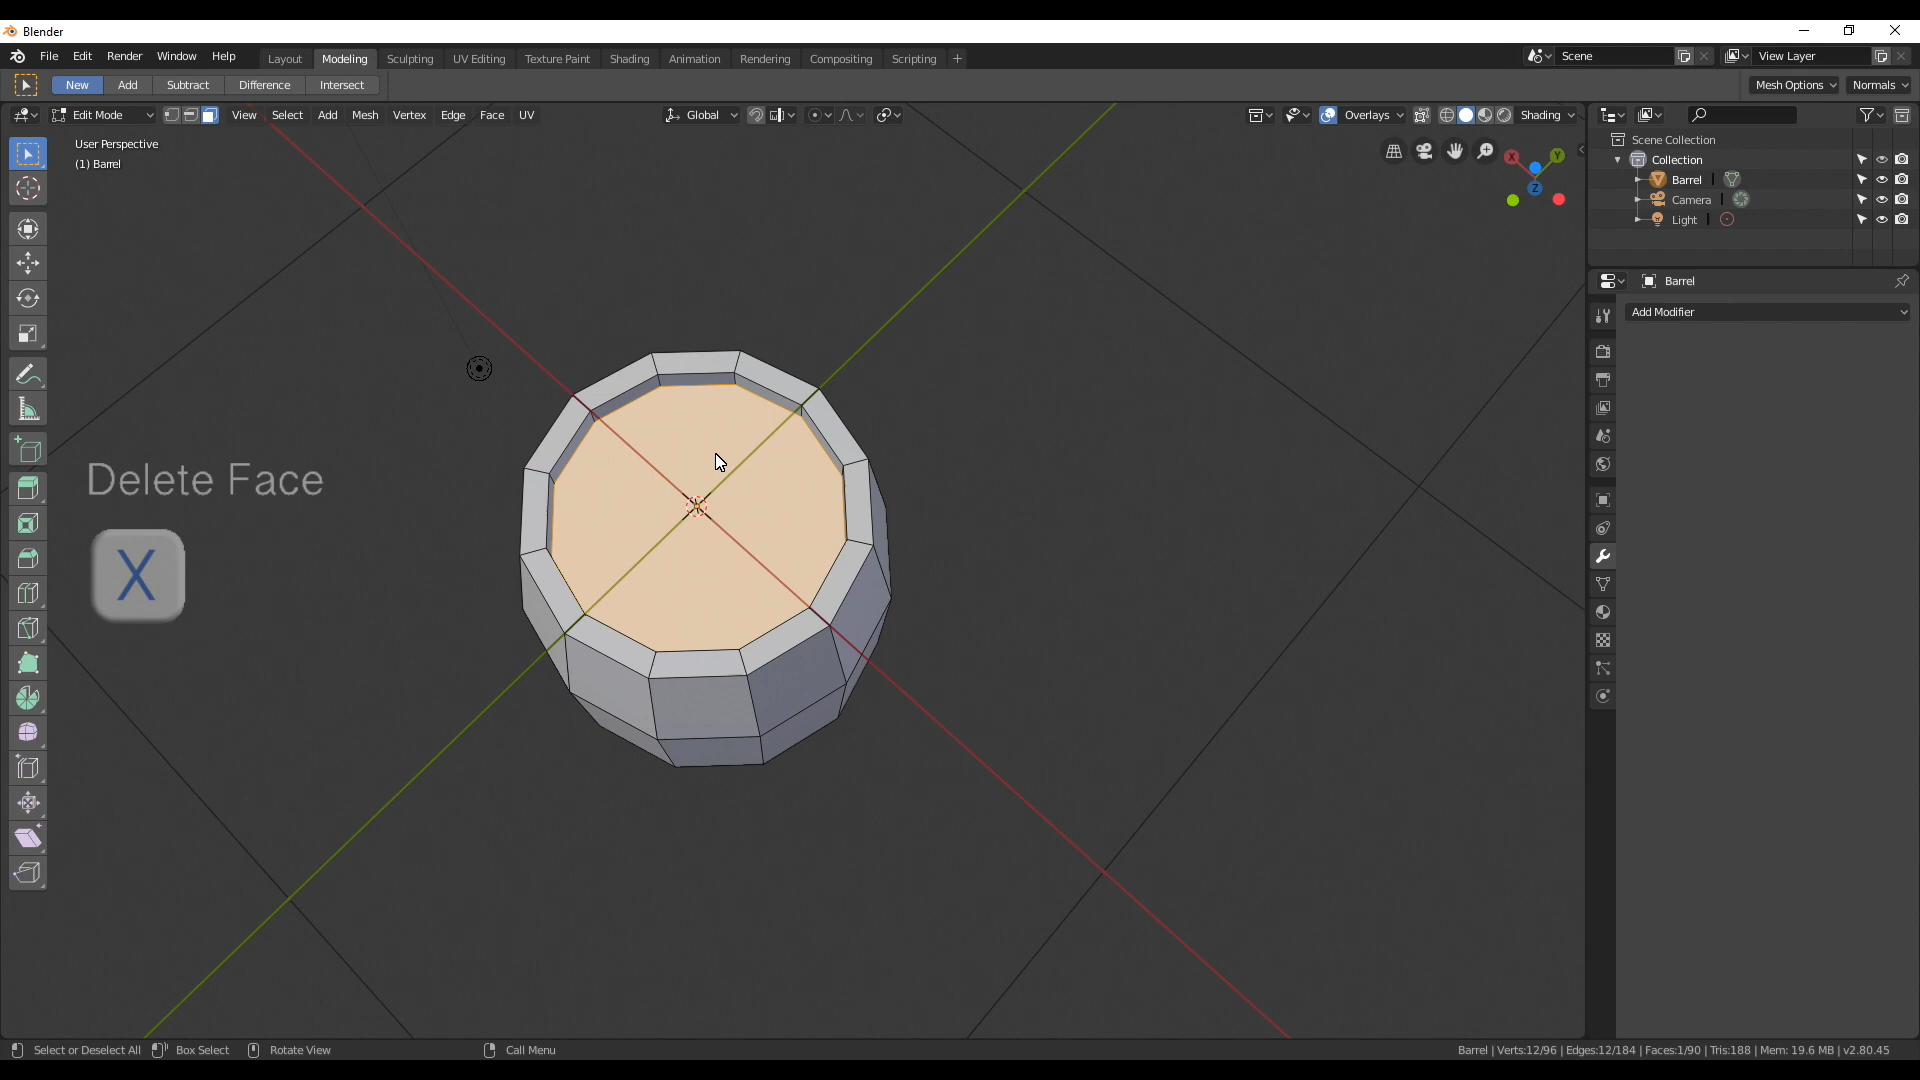 Blender
File Edit Render Window Help Layout Modeling Sculpting UV Editing Texture Paint Shading Animation Rendering Compositing Scripting + Scene View Layer
New Add Subtract Difference Intersect Mesh Options Normals
Edit Mode View Select Add Mesh Vertex Edge Face UV Global Overlays Shading
User Perspective
(1) Barrel
X Y
Z
Scene Collection
Collection
Barrel
Camera
Light
Barrel
Add Modifier
Delete Face
X
Select or Deselect All Box Select Rotate View Call Menu Barrel | Verts:12/96 | Edges:12/184 | Faces:1/90 | Tris:188 | Mem: 19.6 MB | v2.80.45